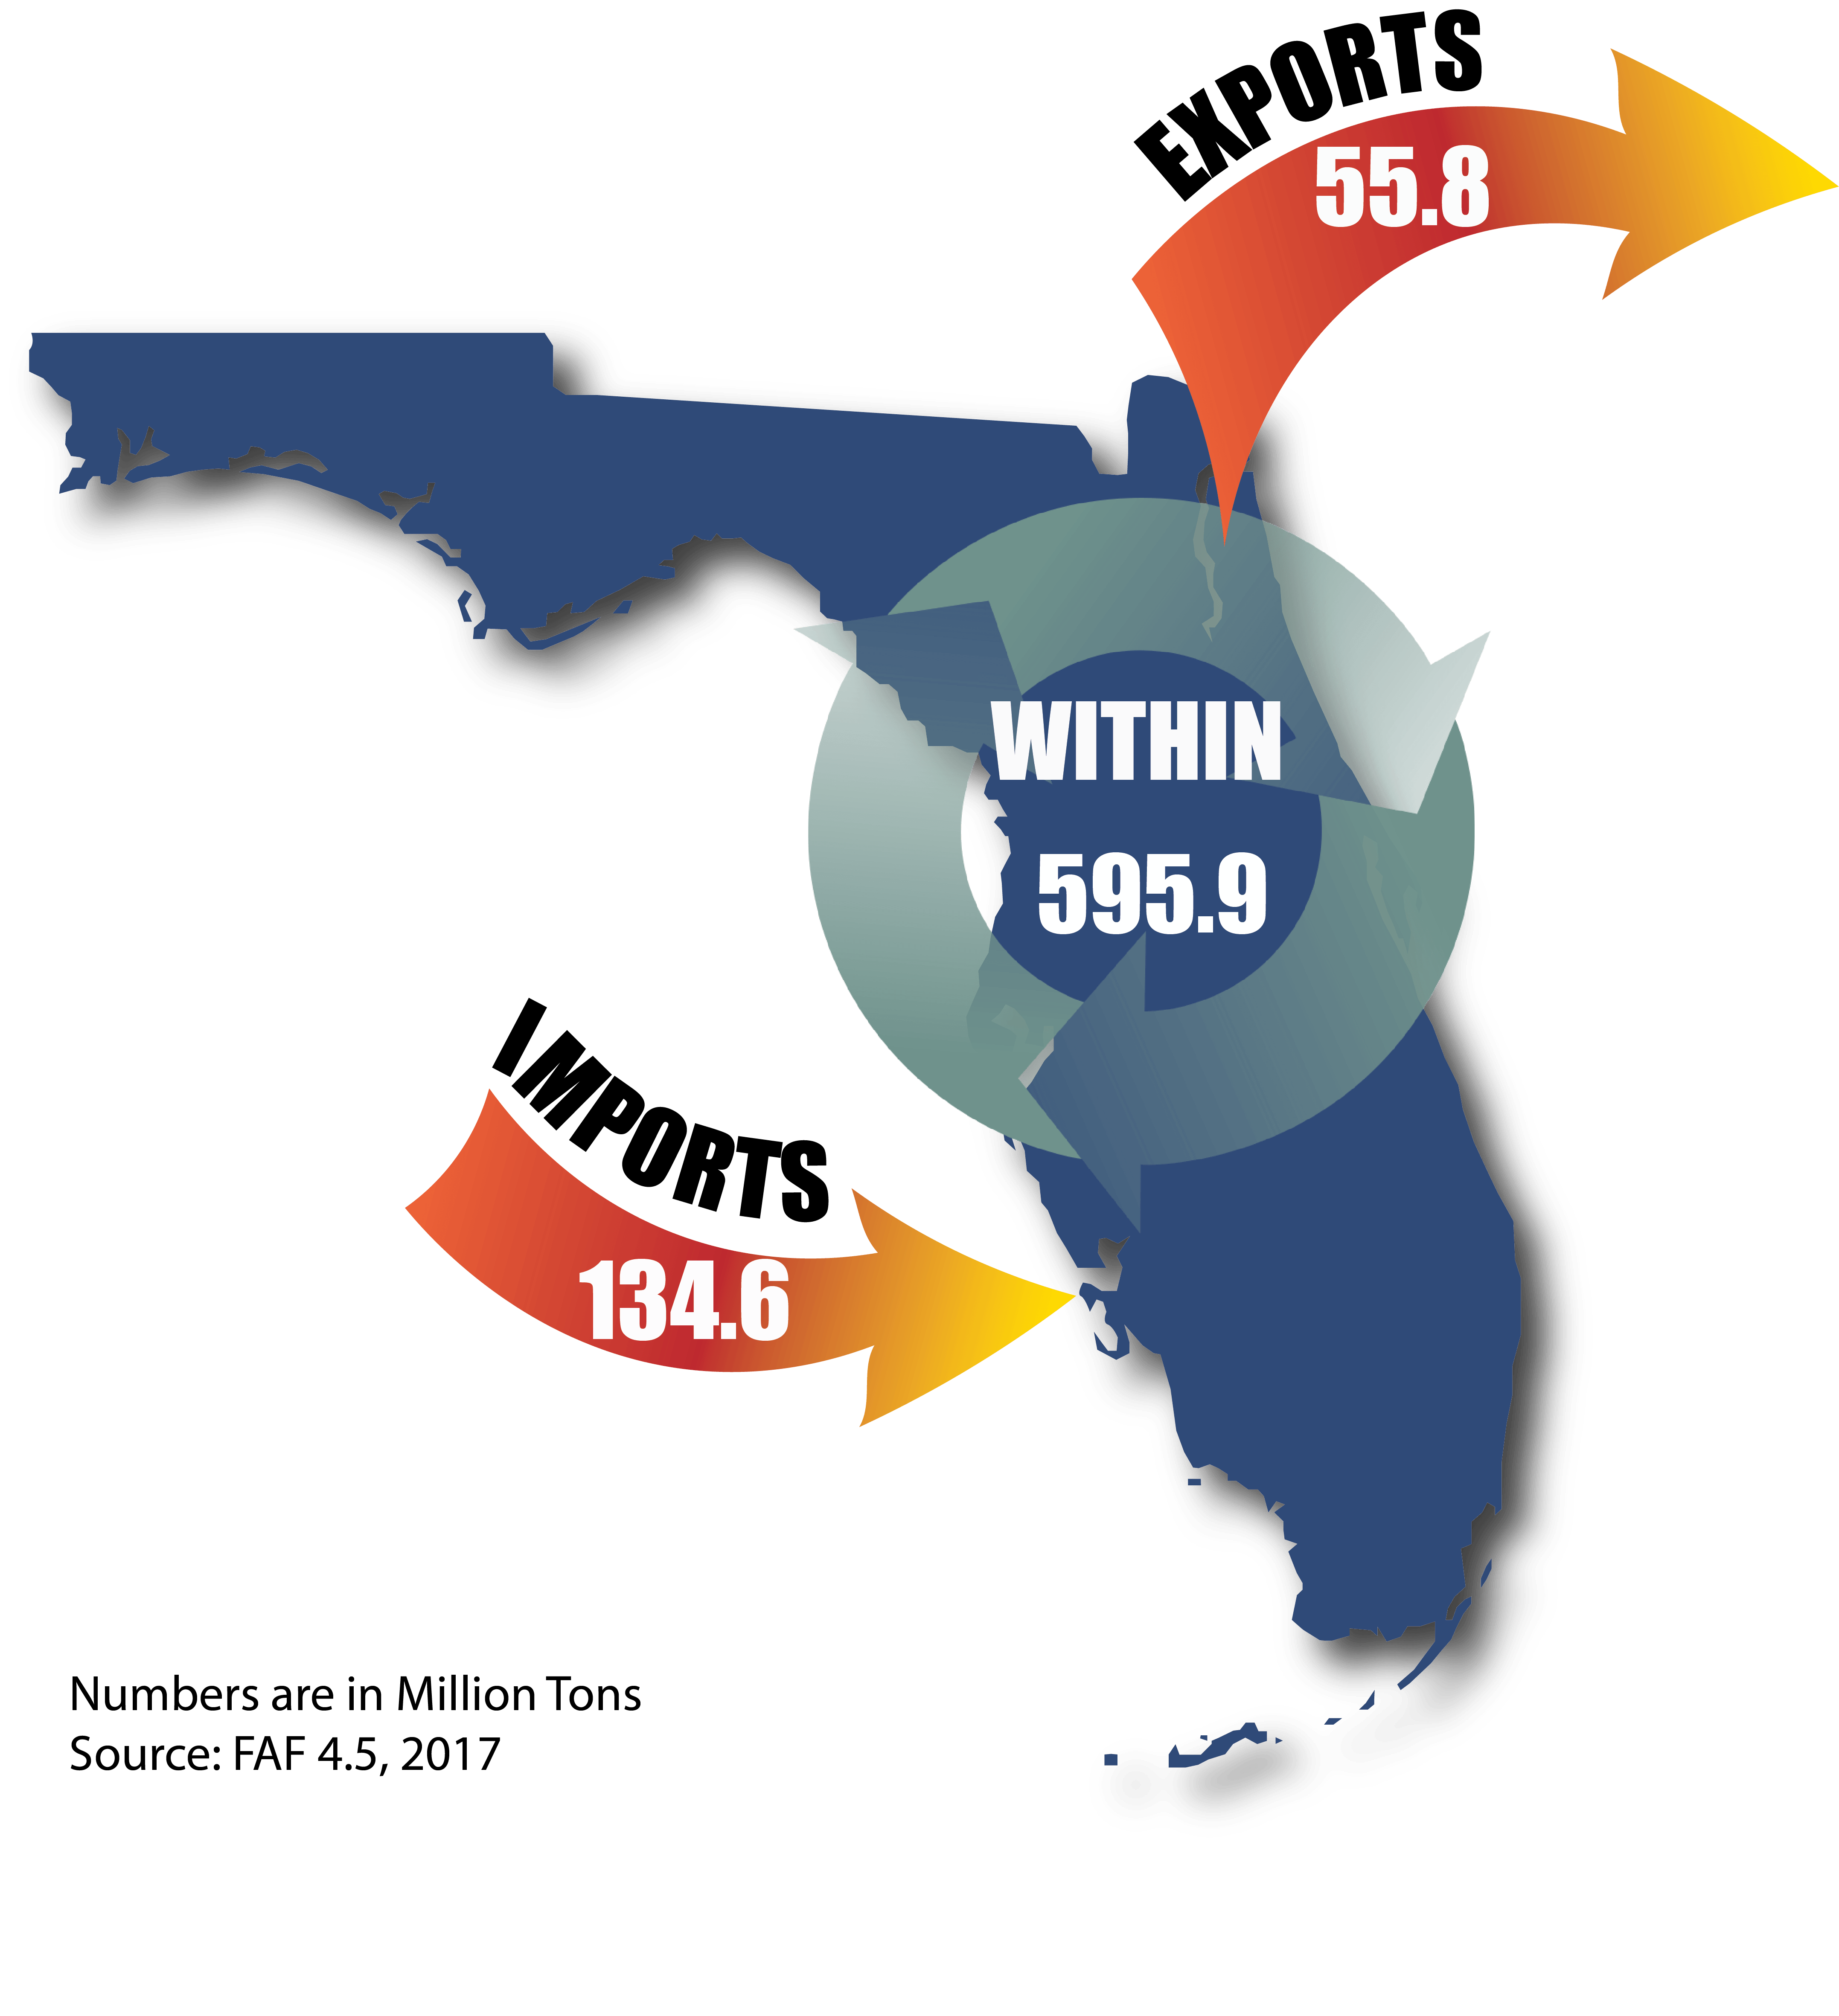 EXPORTS
55.8
WITHIN
595.9
IMPORTS
134.6
Numbers are in Million Tons
Source: FAF 4.5, 2017